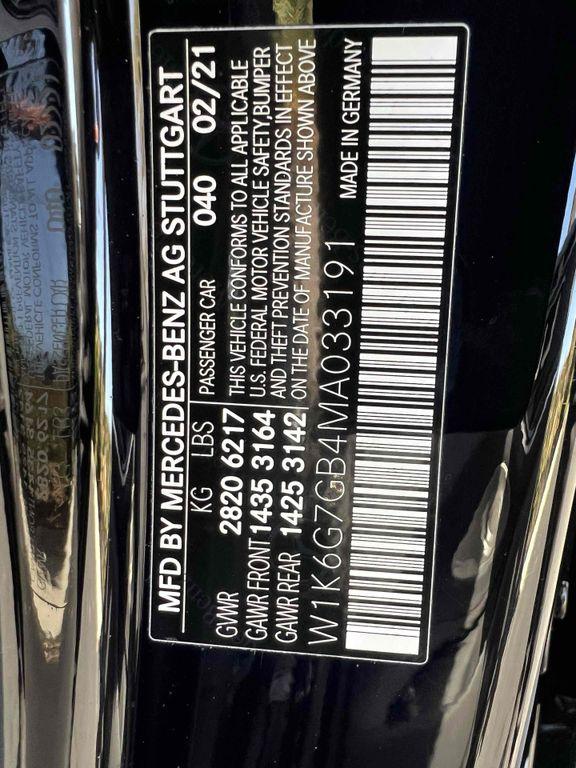 MFD BY MERCEDES-BENZ AG STUTTGART
KG LBS PASSENGER CAR 040 02/21
GVWR 2820 6217
GAWR FRONT 1435 3164
GAWR REAR 1425 3142
THIS VEHICLE CONFORMS TO ALL APPLICABLE
U.S. FEDERAL MOTOR VEHICLE SAFETY,BUMPER
AND THEFT PREVENTION STANDARDS IN EFFECT
ON THE DATE OF MANUFACTURE SHOWN ABOVE
W1K6G7GB4MA033191 MADE IN GERMANY